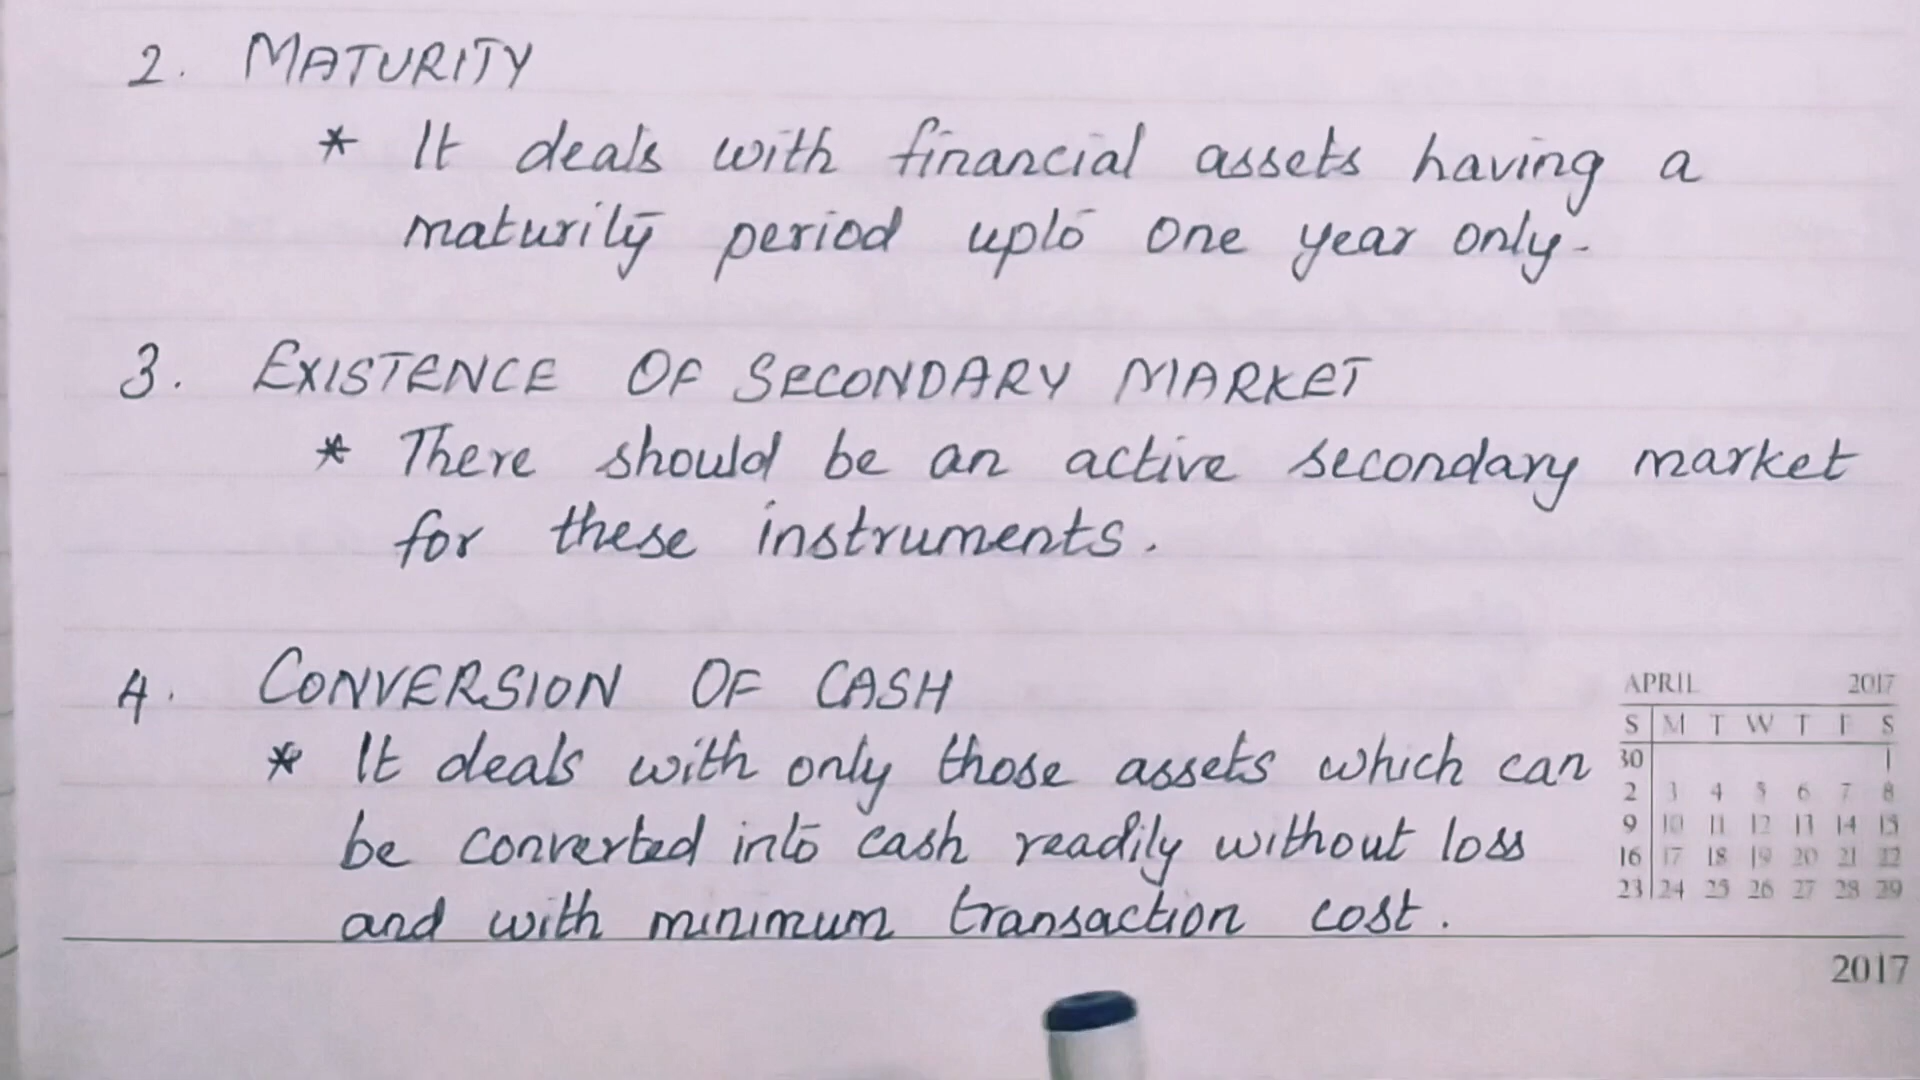 2. MATURITY
* It deals with financial assets having a
maturity period upto one year only.
3. EXISTENCE OF SECONDARY MARKET
* There should be an active secondary market
for these instruments.
4. CONVERSION OF CASH
* It deals with only those assets which can
be converted into cash readily without loss
and with minimum transaction cost.
APRIL 2017
S M T W T F S
30 1
2 3 4 5 6 7 8
9 10 11 12 13 14 15
16 17 18 19 20 21 22
23 24 25 26 27 28 29
2017